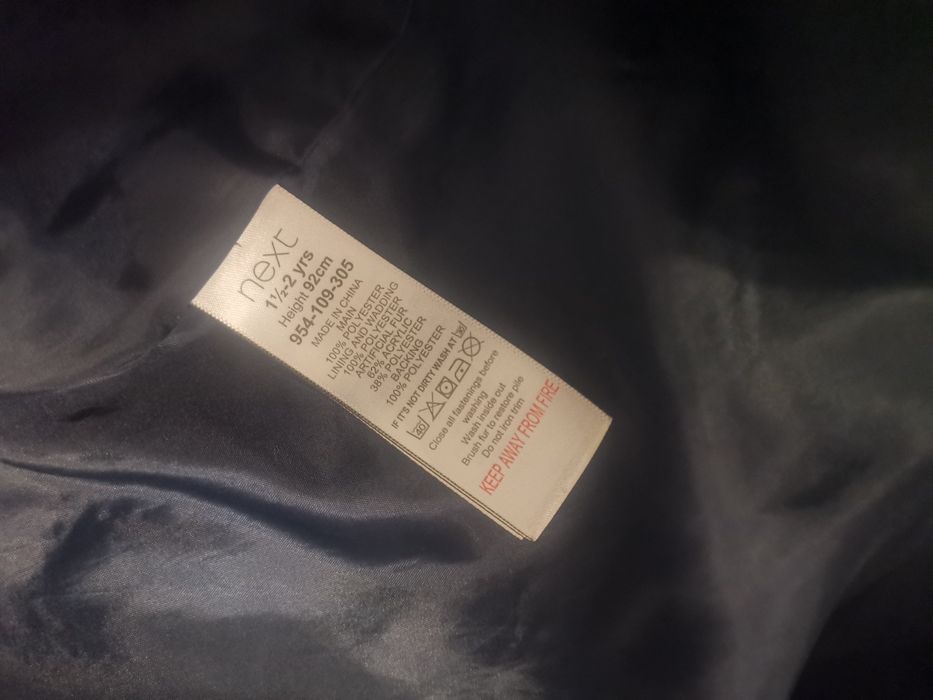 next
1½-2 yrs
Height 92cm
954-109-305
MADE IN CHINA
MAIN
100% POLYESTER
LINING AND WADDING
100% POLYESTER
ARTIFICIAL FUR
62% ACRYLIC
38% POLYESTER
BACKING
100% POLYESTER
IF IT'S NOT DIRTY WASH AT 30
40
Close all fastenings before
washing
Wash inside out
Brush fur to restore pile
Do not iron trim
KEEP AWAY FROM FIRE